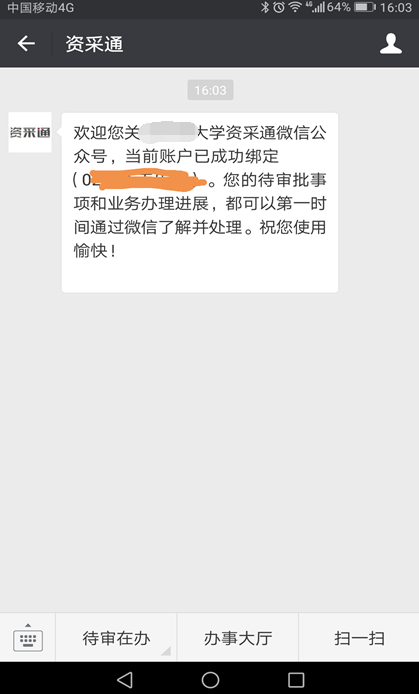 中国移动4G 4G 64% 16:03
资采通
16:03
资采通
欢迎您关 大学资采通微信公
众号，当前账户已成功绑定
(02 )。您的待审批事
项和业务办理进展，都可以第一时
间通过微信了解并处理。祝您使用
愉快！
待审在办 办事大厅 扫一扫